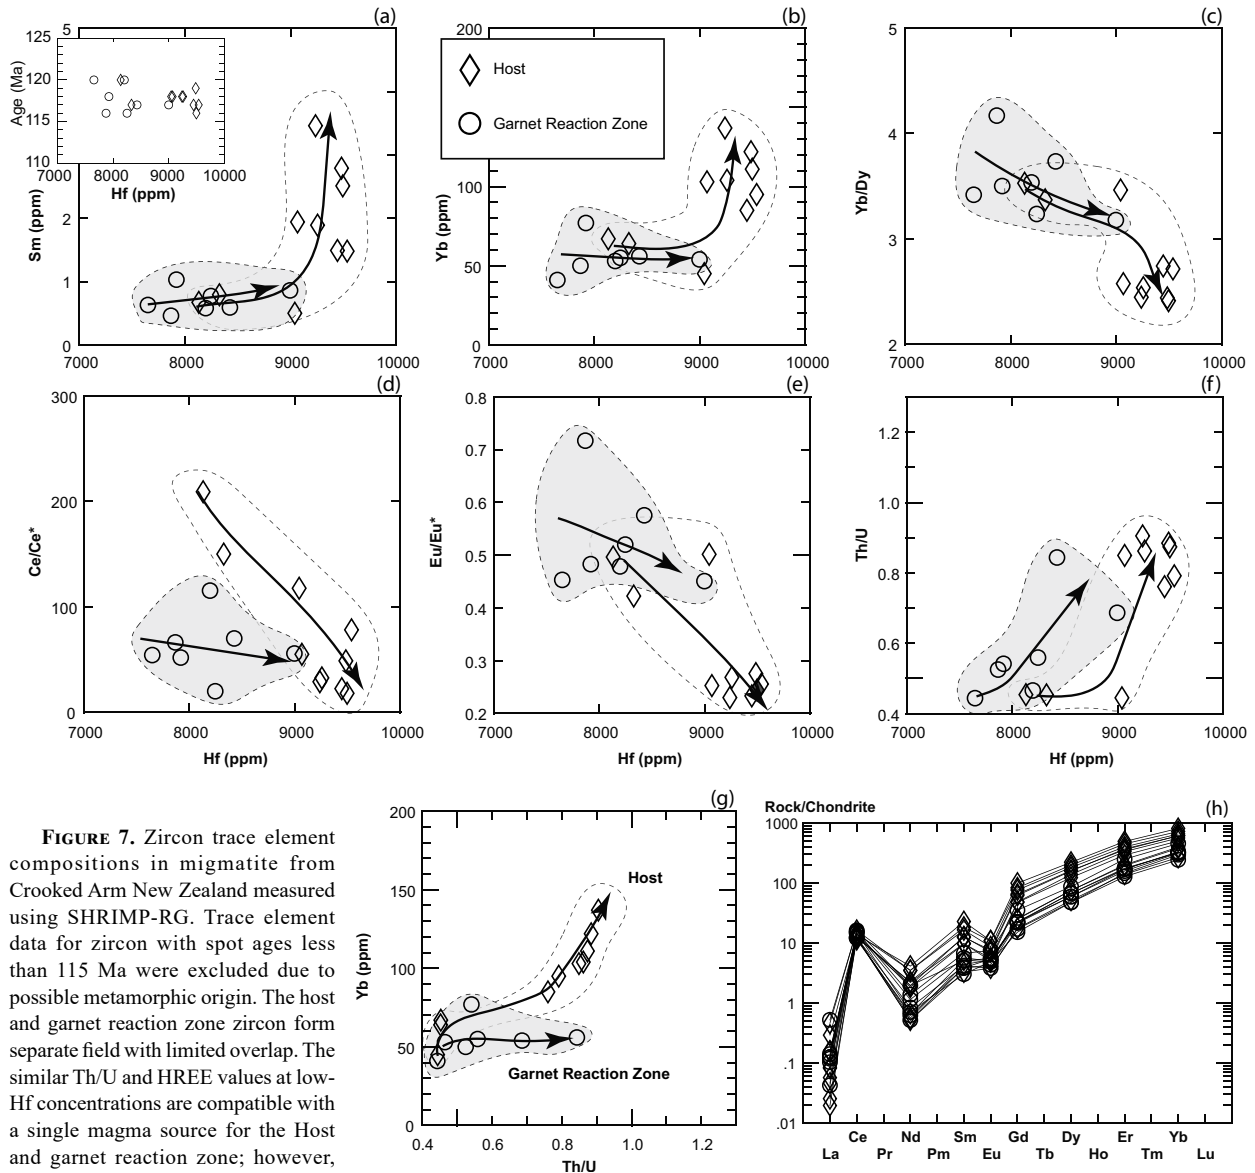 (a)
5
125
120
115
110
Age (Ma)
7000 8000 9000 10000
Hf (ppm)
2
1
0
Sm (ppm)
7000 8000 9000 10000
(b)
200
100
50
0
Yb (ppm)
Host
Garnet Reaction Zone
7000 8000 9000 10000
(c)
5
4
3
2
Yb/Dy
7000 8000 9000 10000
(d)
300
200
100
0
Ce/Ce*
7000 8000 9000 10000
Hf (ppm)
(e)
0.8
0.7
0.6
0.5
0.4
0.3
0.2
Eu/Eu*
7000 8000 9000 10000
Hf (ppm)
(f)
1.2
1.0
0.8
0.6
0.4
Th/U
7000 8000 9000 10000
Hf (ppm)
FIGURE 7. Zircon trace element
compositions in migmatite from
Crooked Arm New Zealand measured
using SHRIMP-RG. Trace element
data for zircon with spot ages less
than 115 Ma were excluded due to
possible metamorphic origin. The host
and garnet reaction zone zircon form
separate field with limited overlap. The
similar Th/U and HREE values at low-
Hf concentrations are compatible with
a single magma source for the Host
and garnet reaction zone; however,
(g)
200
150
100
50
0
Yb (ppm)
Host
Garnet Reaction Zone
0.4 0.6 0.8 1.0 1.2
Th/U
(h)
Rock/Chondrite
1000
100
10
1
.1
.01
Ce Nd Sm Gd Dy Er Yb
La Pr Pm Eu Tb Ho Tm Lu